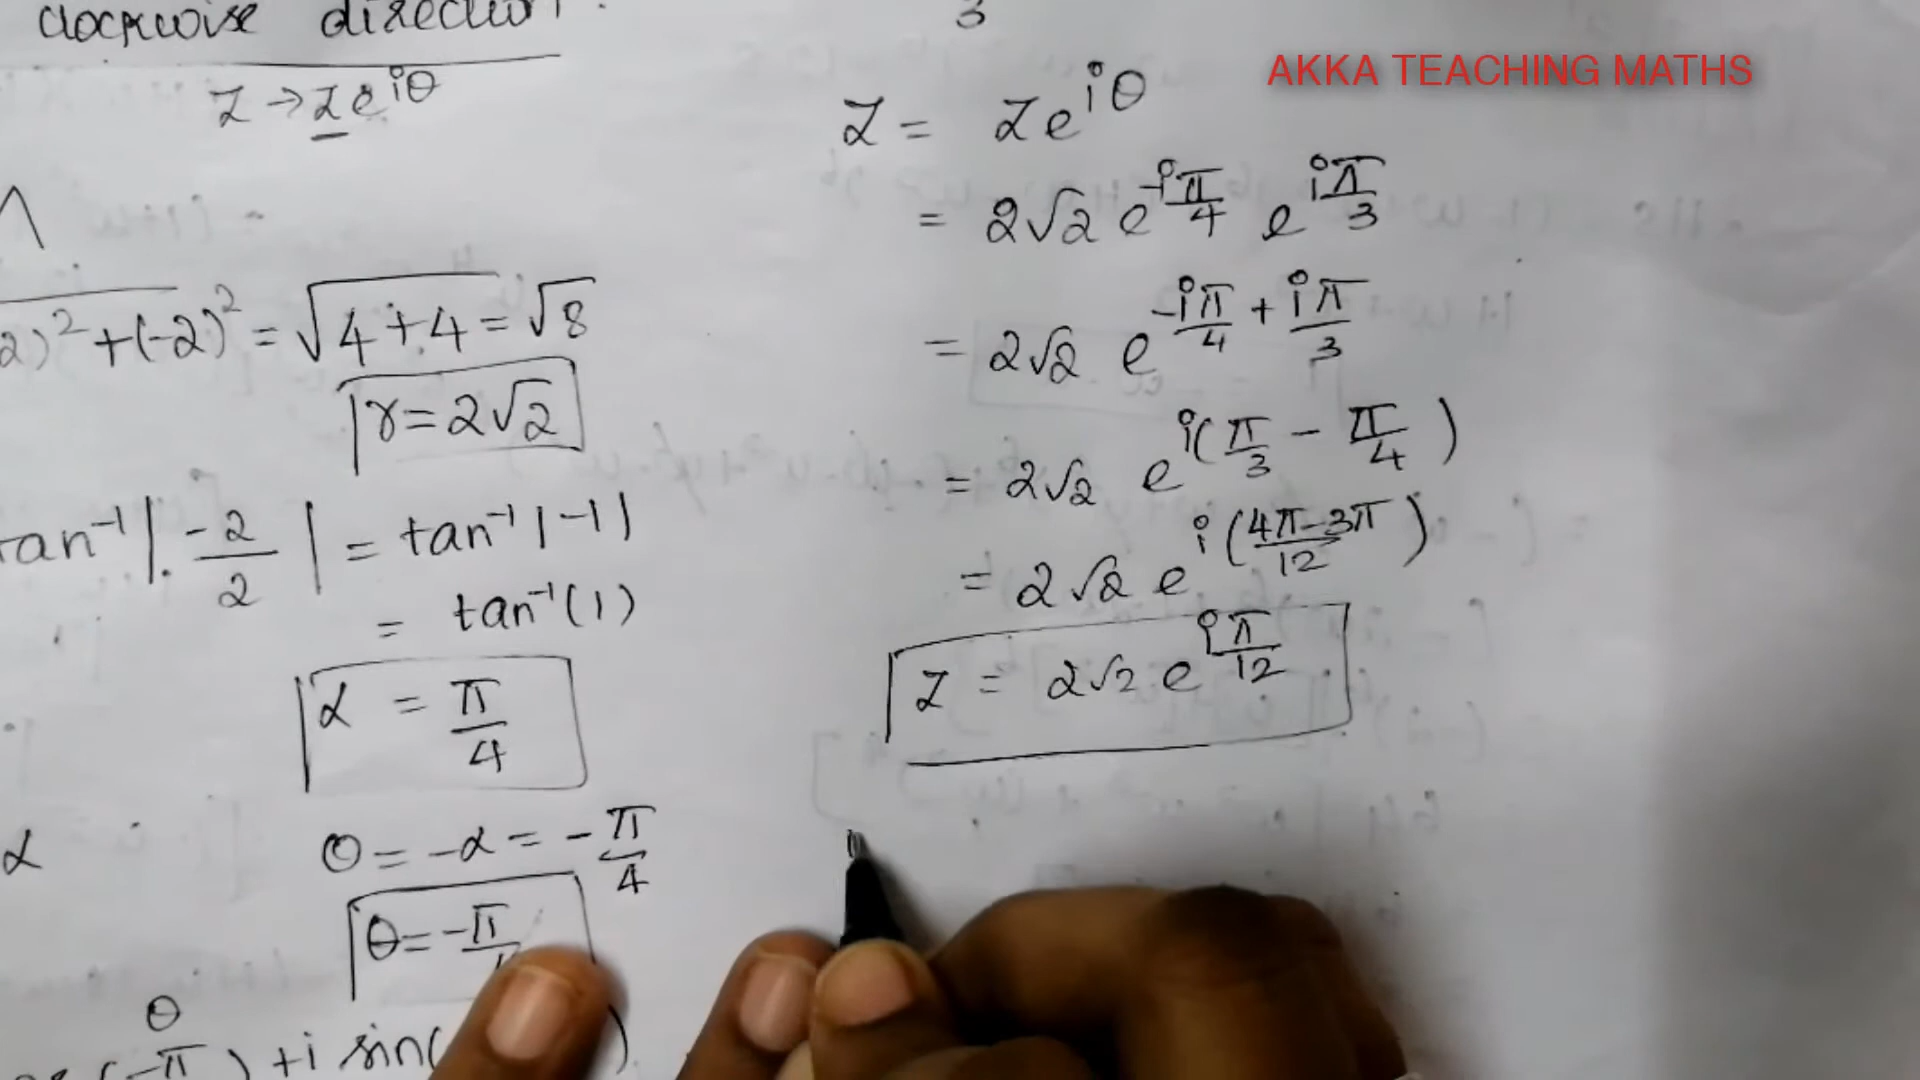 clockwise direction.
z → z e^{iθ}
2)² + (-2)² = √4+4 = √8
r = 2√2
tan⁻¹ |-2/2| = tan⁻¹ |-1|
= tan⁻¹(1)
α = π/4
α
θ = -α = -π/4
θ = -π
θ
(-π ) + i sin( )
3
AKKA TEACHING MATHS
z = z e^{iθ}
= 2√2 e^{-iπ/4} e^{iπ/3}
= 2√2 e^{-iπ/4 + iπ/3}
= 2√2 e^{i(π/3 - π/4)}
= 2√2 e^{i(4π-3π/12)}
z = 2√2 e^{iπ/12}